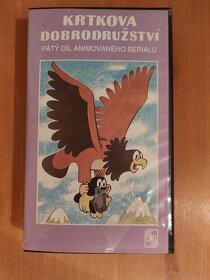 KRTKOVA
DOBRODRUŽSTVÍ
PÁTÝ DÍL ANIMOVANÉHO SERIÁLU